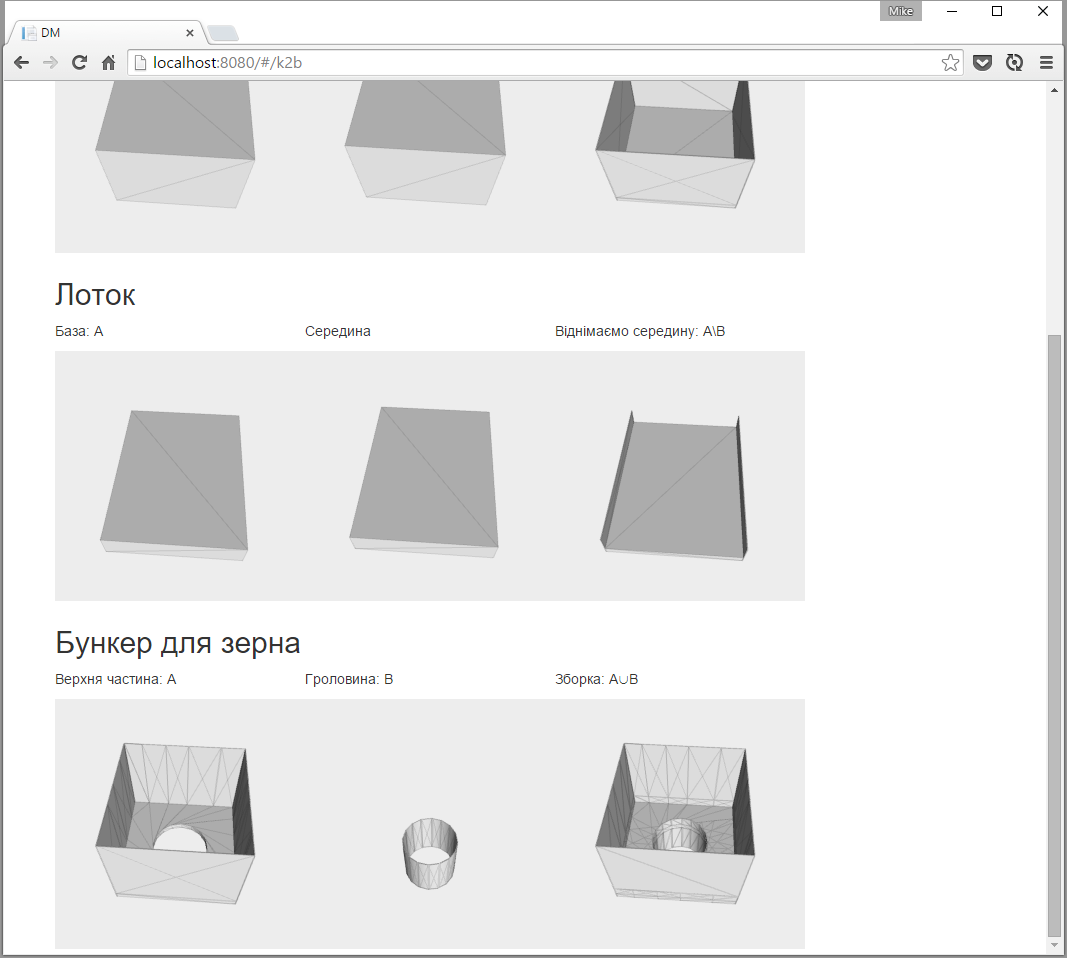 Mike
DM
localhost:8080/#/k2b
Лоток
База: A
Середина
Віднімаємо середину: A\B
Бункер для зерна
Верхня частина: A
Гроловина: B
Зборка: A∪B